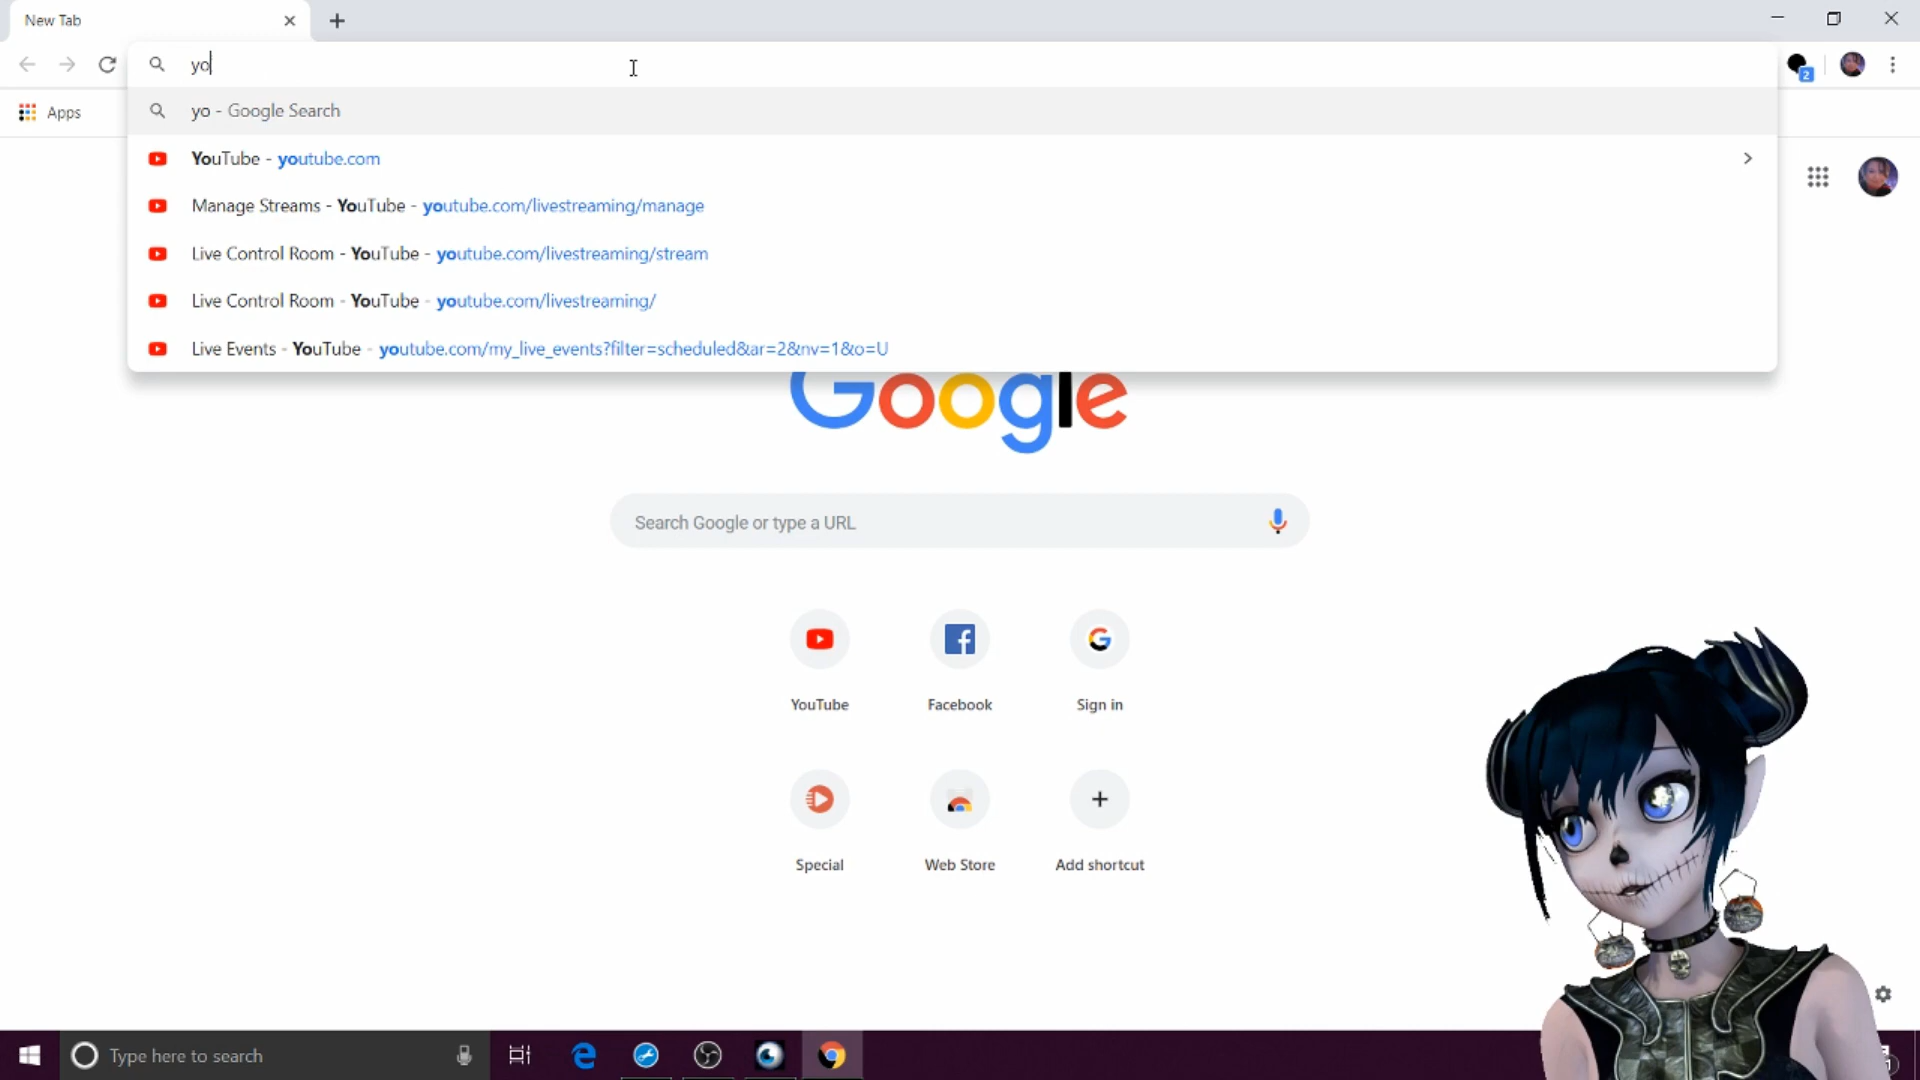 New Tab
yo
2
Apps
yo - Google Search
YouTube - youtube.com
Manage Streams - YouTube - youtube.com/livestreaming/manage
Live Control Room - YouTube - youtube.com/livestreaming/stream
Live Control Room - YouTube - youtube.com/livestreaming/
Live Events - YouTube - youtube.com/my_live_events?filter=scheduled&ar=2&nv=1&o=U
Google
Search Google or type a URL
YouTube
Facebook
Sign in
Special
Web Store
Add shortcut
Type here to search